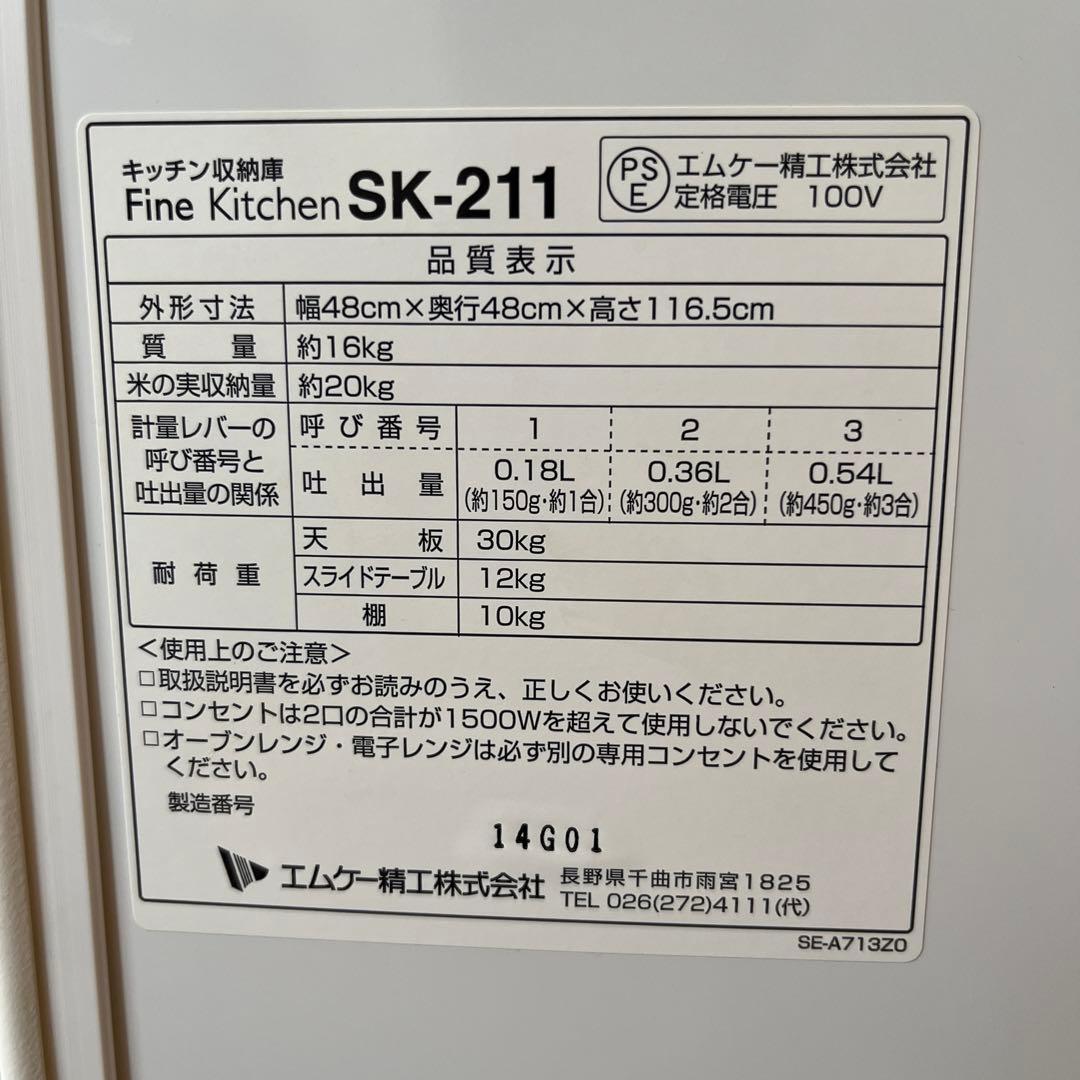 キッチン収納庫
Fine Kitchen SK-211
PSE
エムケー精工株式会社
定格電圧 100V
品質表示
外形寸法 幅48cm×奥行48cm×高さ116.5cm
質量 約16kg
米の実収納量 約20kg
計量レバーの呼び番号と吐出量の関係
呼び番号 1 2 3
吐出量 0.18L 0.36L 0.54L
(約150g・約1合) (約300g・約2合) (約450g・約3合)
耐荷重
天板 30kg
スライドテーブル 12kg
棚 10kg
＜使用上のご注意＞
□取扱説明書を必ずお読みのうえ、正しくお使いください。
□コンセントは2口の合計が1500Wを超えて使用しないでください。
□オーブンレンジ・電子レンジは必ず別の専用コンセントを使用して
ください。
製造番号
14G01
エムケー精工株式会社 長野県千曲市雨宮1825
TEL 026(272)4111(代)
SE-A713Z0